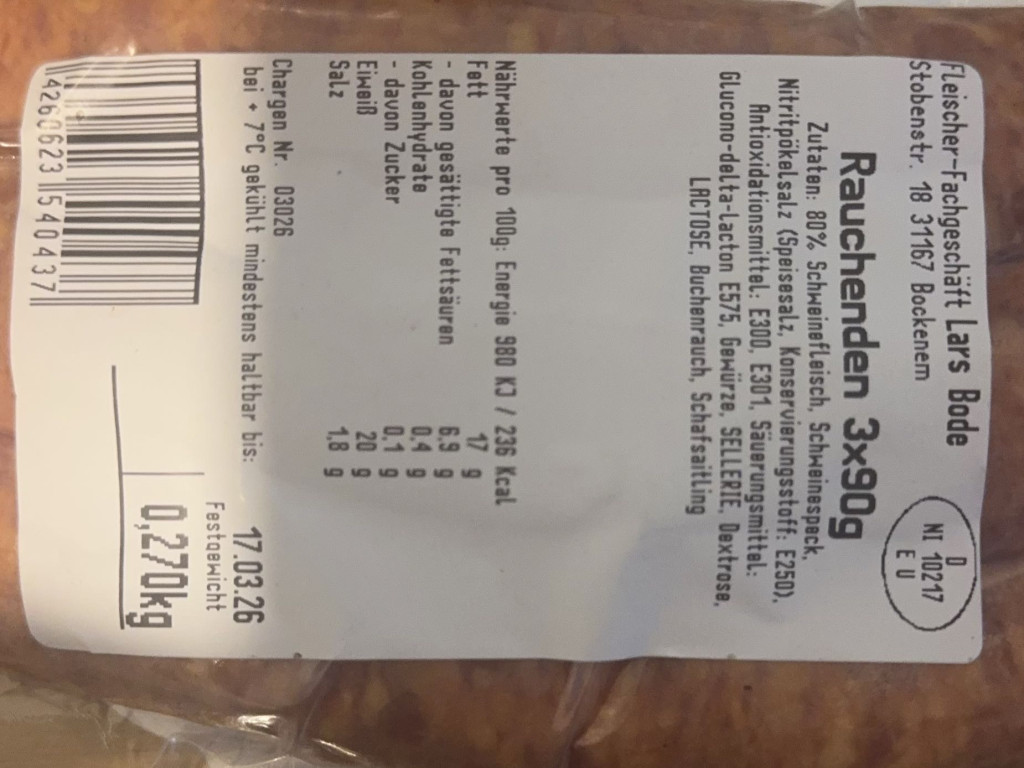 Fleischer-Fachgeschäft Lars Bode
Stobenstr. 18 31167 Bockenem
D
NI 10217
EU
Rauchenden 3x90g
Zutaten: 80% Schweinefleisch, Schweinespeck,
Nitritpökelsalz (Speisesalz, Konservierungsstoff: E250),
Antioxidationsmittel: E300, E301, Säuerungsmittel:
Glucono-delta-Lacton E575, Gewürze, SELLERIE, Dextrose,
LACTOSE, Buchenrauch, Schafsaitling
Nährwerte pro 100g: Energie 980 KJ / 236 Kcal
Fett 17 g
- davon gesättigte Fettsäuren 6,9 g
Kohlenhydrate 0,4 g
- davon Zucker 0,1 g
Eiweiß 20 g
Salz 1,8 g
Chargen Nr. 03026
bei + 7°C gekühlt mindestens haltbar bis: 17.03.26
Festgewicht
0,270kg
4260623 540437